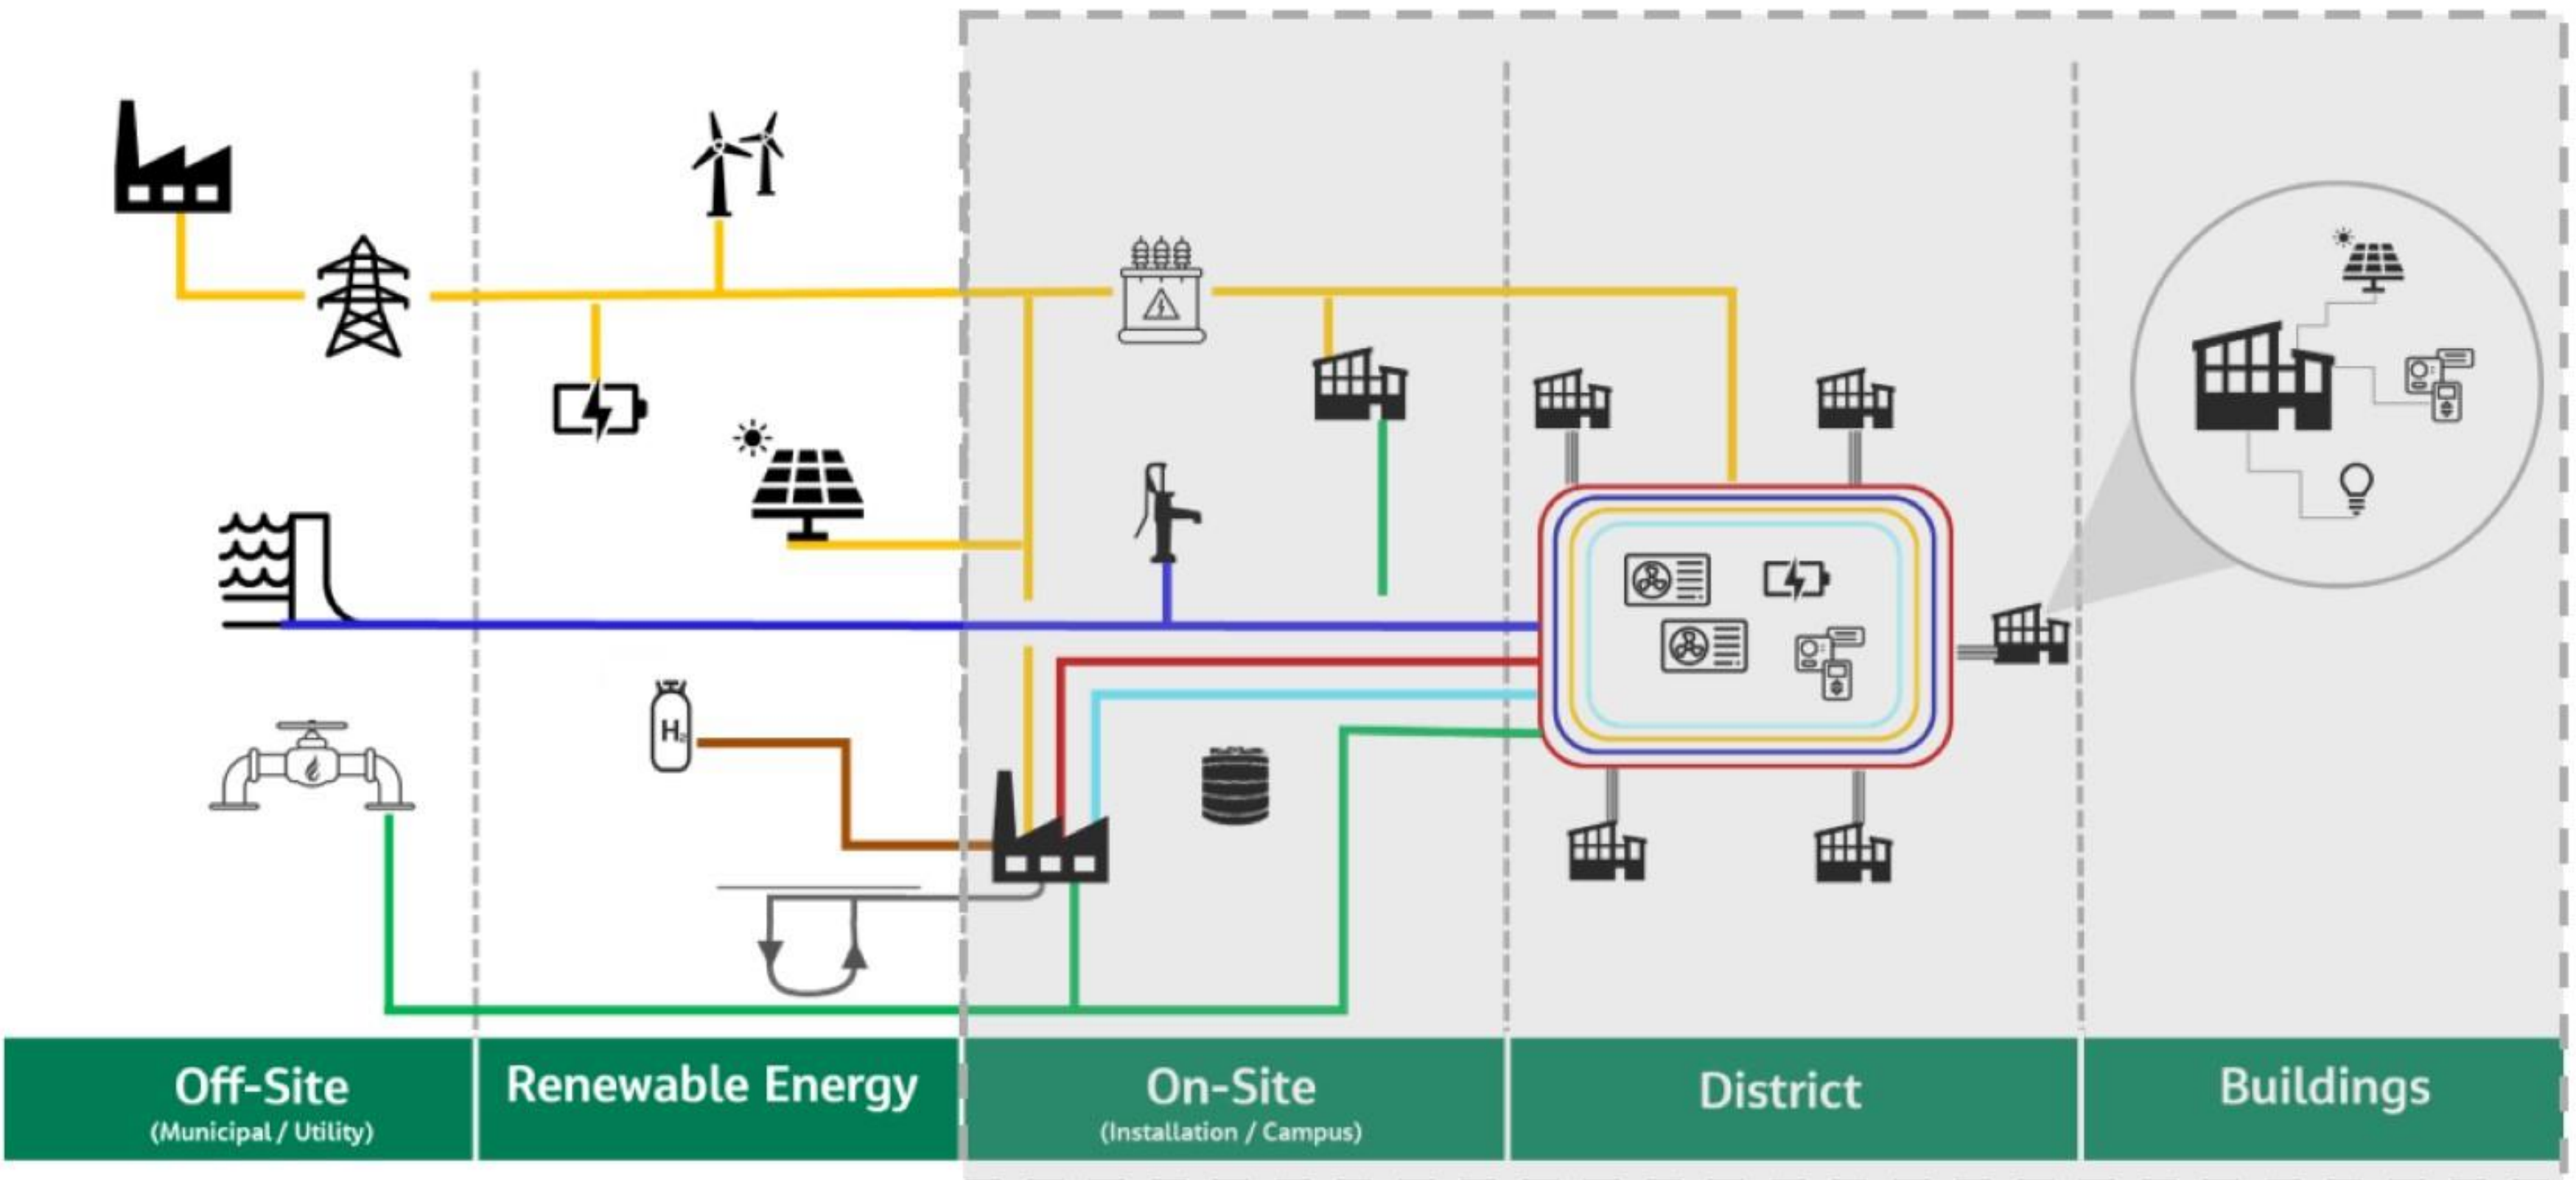 H₂
Off-Site
(Municipal / Utility)
Renewable Energy
On-Site
(Installation / Campus)
District
Buildings